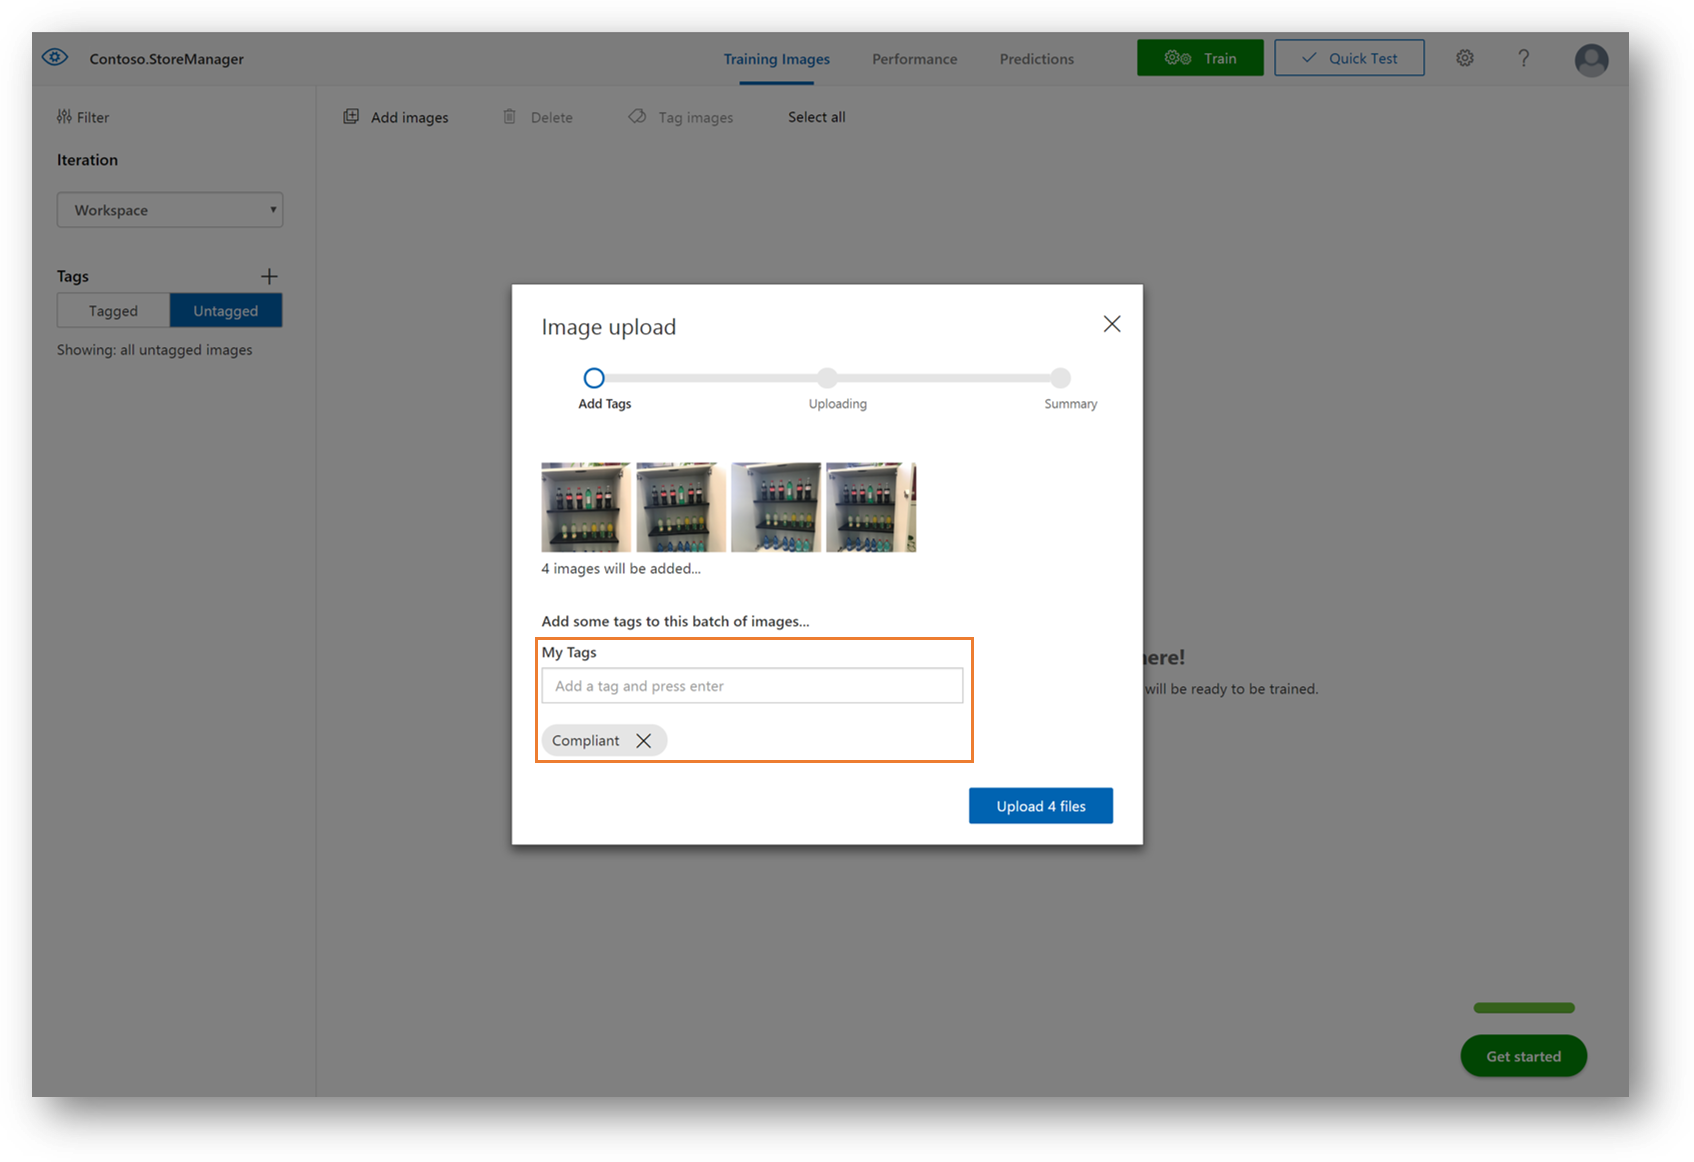 Contoso.StoreManager
Training Images Performance Predictions Train Quick Test ?
Filter
Add images Delete Tag images Select all
Iteration
Workspace
Tags
Tagged Untagged
Showing: all untagged images
Image upload
Add Tags Uploading Summary
4 images will be added...
Add some tags to this batch of images...
My Tags
Add a tag and press enter
Compliant
Upload 4 files
here!
will be ready to be trained.
Get started